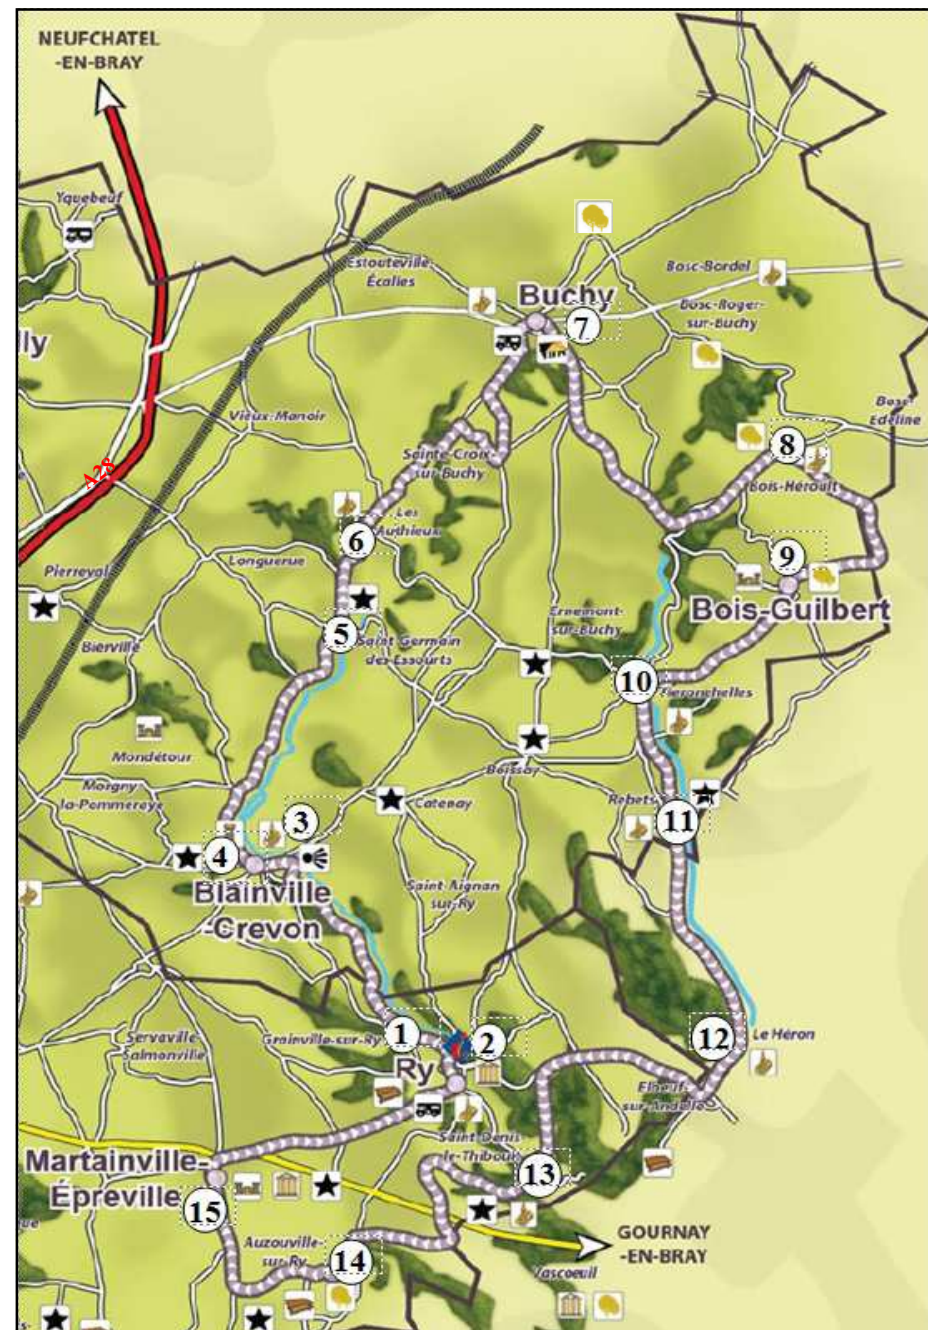 NEUFCHATEL
-EN-BRAY
Yquebeuf
Estouteville-
Écalles
Bosc-Bordel
Buchy
7
Bosc-Roger-
sur-Buchy
lly
Vieux-Manoir
Bosc-
Edeline
8
A28
Sainte-Croix-
sur-Buchy
Bois-Héroult
Les
Authieux
6
9
Longuerue
Pierreval
Bois-Guilbert
Ernemont-
sur-Buchy
5
Saint Germain
des-Essourts
Bierville
10
Mondétour
Boissay
Morgny-
la-Pommeraye
Catenay
Rebets
11
3
4
Blainville
-Crevon
Saint-Aignan
sur-Ry
1
2
12
Le Héron
Servaville
Salmonville
Grainville-sur-Ry
Ry
Elbeuf-
sur-Andelle
Saint-Denis
le-Thiboult
13
Martainville-
Épreville
15
GOURNAY
-EN-BRAY
Auzouville-
sur-Ry
14
Vascoeuil